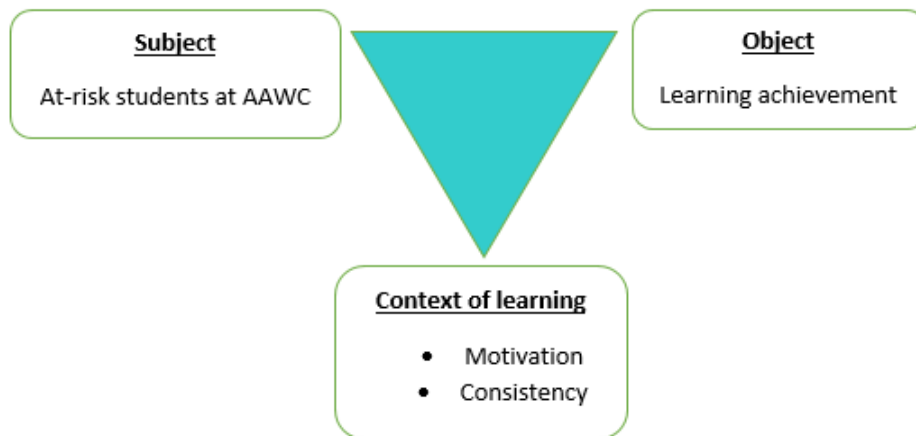 Subject
At-risk students at AAWC
Object
Learning achievement
Context of learning
• Motivation
• Consistency